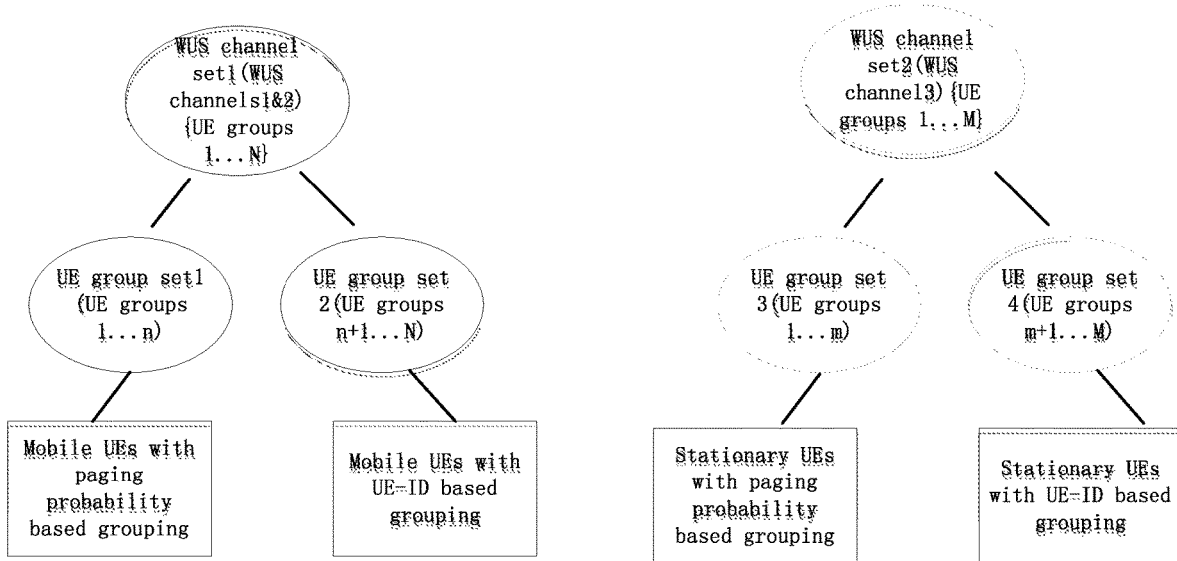 WUS channel
set1(WUS
channels1&2)
{UE groups
1...N}
WUS channel
set2(WUS
channel3){UE
groups 1...M}
UE group set1
(UE groups
1...n)
UE group set
2(UE groups
n+1...N)
UE group set
3(UE groups
1...m)
UE group set
4(UE groups
m+1...M)
Mobile UEs with
paging
probability
based grouping
Mobile UEs with
UE-ID based
grouping
Stationary UEs
with paging
probability
based grouping
Stationary UEs
with UE-ID based
grouping